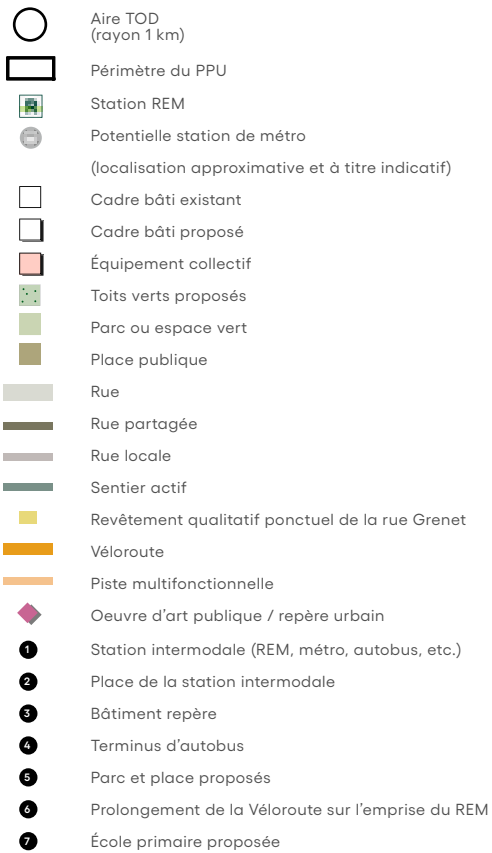 Aire TOD
(rayon 1 km)
Périmètre du PPU
Station REM
Potentielle station de métro
(localisation approximative et à titre indicatif)
Cadre bâti existant
Cadre bâti proposé
Équipement collectif
Toits verts proposés
Parc ou espace vert
Place publique
Rue
Rue partagée
Rue locale
Sentier actif
Revêtement qualitatif ponctuel de la rue Grenet
Véloroute
Piste multifonctionnelle
Oeuvre d'art publique / repère urbain
1 Station intermodale (REM, métro, autobus, etc.)
2 Place de la station intermodale
3 Bâtiment repère
4 Terminus d'autobus
5 Parc et place proposés
6 Prolongement de la Véloroute sur l'emprise du REM
7 École primaire proposée